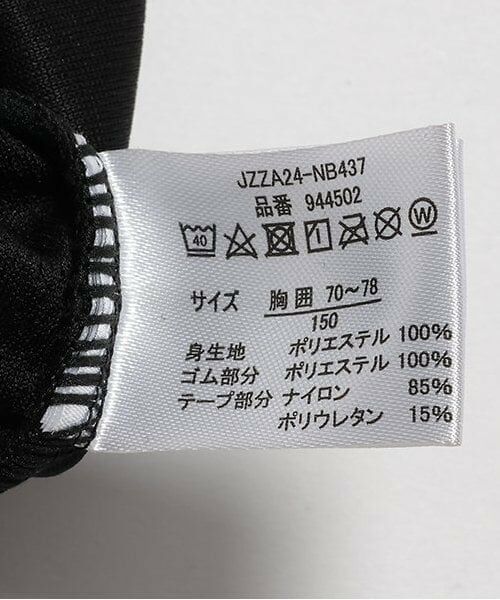 JZZA24-NB437
品番 944502
40
W
サイズ 胸囲 70～78
150
身生地 ポリエステル 100%
ゴム部分 ポリエステル 100%
テープ部分 ナイロン 85%
ポリウレタン 15%